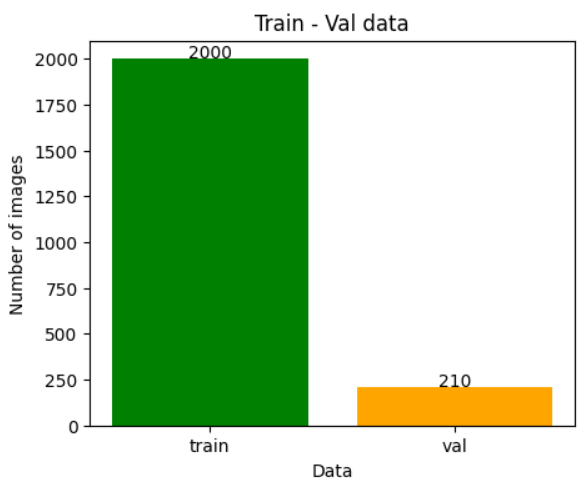 Train - Val data
2000
2000
1750
1500
1250
1000
750
500
250
0
210
Number of images
train val
Data